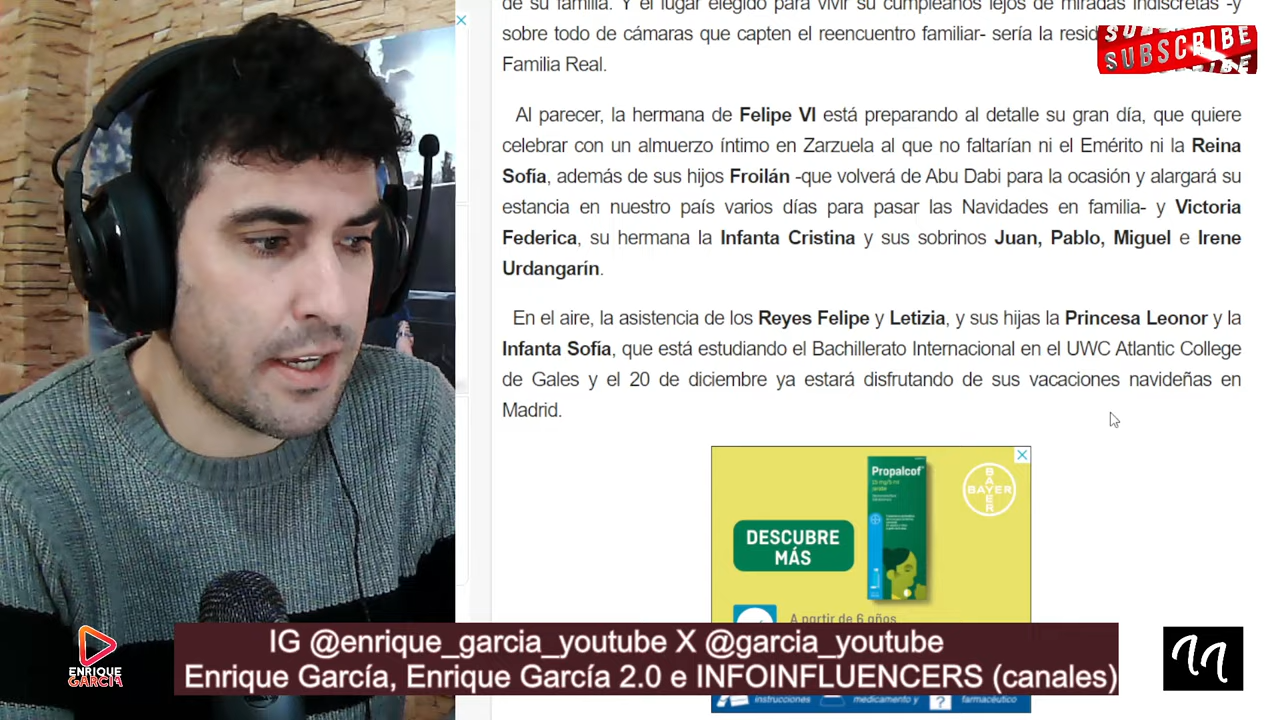 de su familia. Y el lugar elegido para vivir su cumpleaños lejos de miradas indiscretas -y
sobre todo de cámaras que capten el reencuentro familiar- sería la
Familia Real.
SUBSCRIBE
Al parecer, la hermana de Felipe VI está preparando al detalle su gran día, que quiere
celebrar con un almuerzo íntimo en Zarzuela al que no faltarían ni el Emérito ni la Reina
Sofía, además de sus hijos Froilán -que volverá de Abu Dabi para la ocasión y alargará su
estancia en nuestro país varios días para pasar las Navidades en familia- y Victoria
Federica, su hermana la Infanta Cristina y sus sobrinos Juan, Pablo, Miguel e Irene
Urdangarín.
En el aire, la asistencia de los Reyes Felipe y Letizia, y sus hijas la Princesa Leonor y la
Infanta Sofía, que está estudiando el Bachillerato Internacional en el UWC Atlantic College
de Gales y el 20 de diciembre ya estará disfrutando de sus vacaciones navideñas en
Madrid.
Propalcof
BAYER
BAYER
DESCUBRE
MÁS
A partir de 6 años
IG @enrique_garcia_youtube X @garcia_youtube
Enrique García, Enrique García 2.0 e INFOINFLUENCERS (canales)
ENRIQUE
GARCÍA
instrucciones
medicamento y
farmacéutico